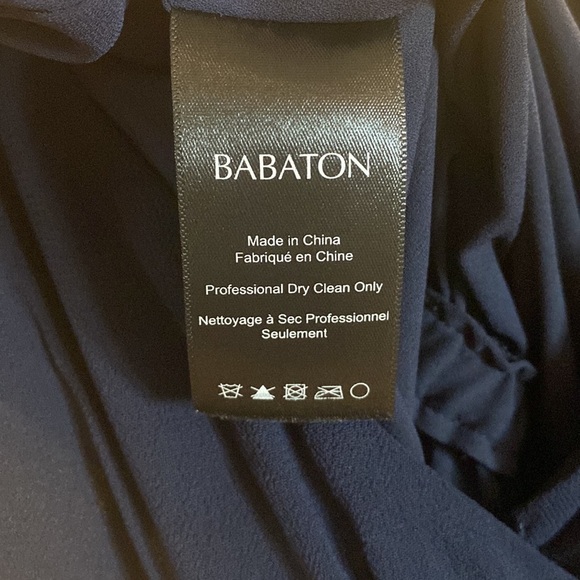 BABATON
Made in China
Fabriqué en Chine
Professional Dry Clean Only
Nettoyage à Sec Professionnel
Seulement